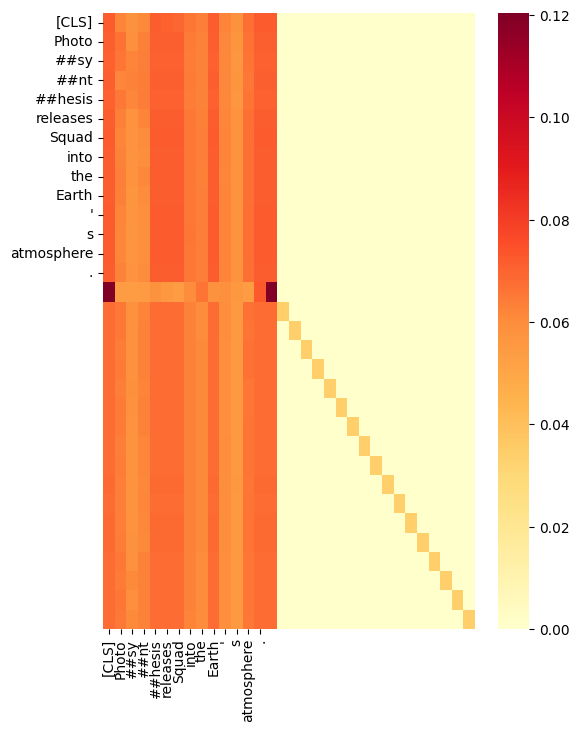 [CLS]
Photo
##sy
##nt
##hesis
releases
Squad
into
the
Earth
'
s
atmosphere
.
0.12
0.10
0.08
0.06
0.04
0.02
0.00
[CLS]
Photo
##sy
##nt
##hesis
releases
Squad
into
the
Earth
'
s
atmosphere
.